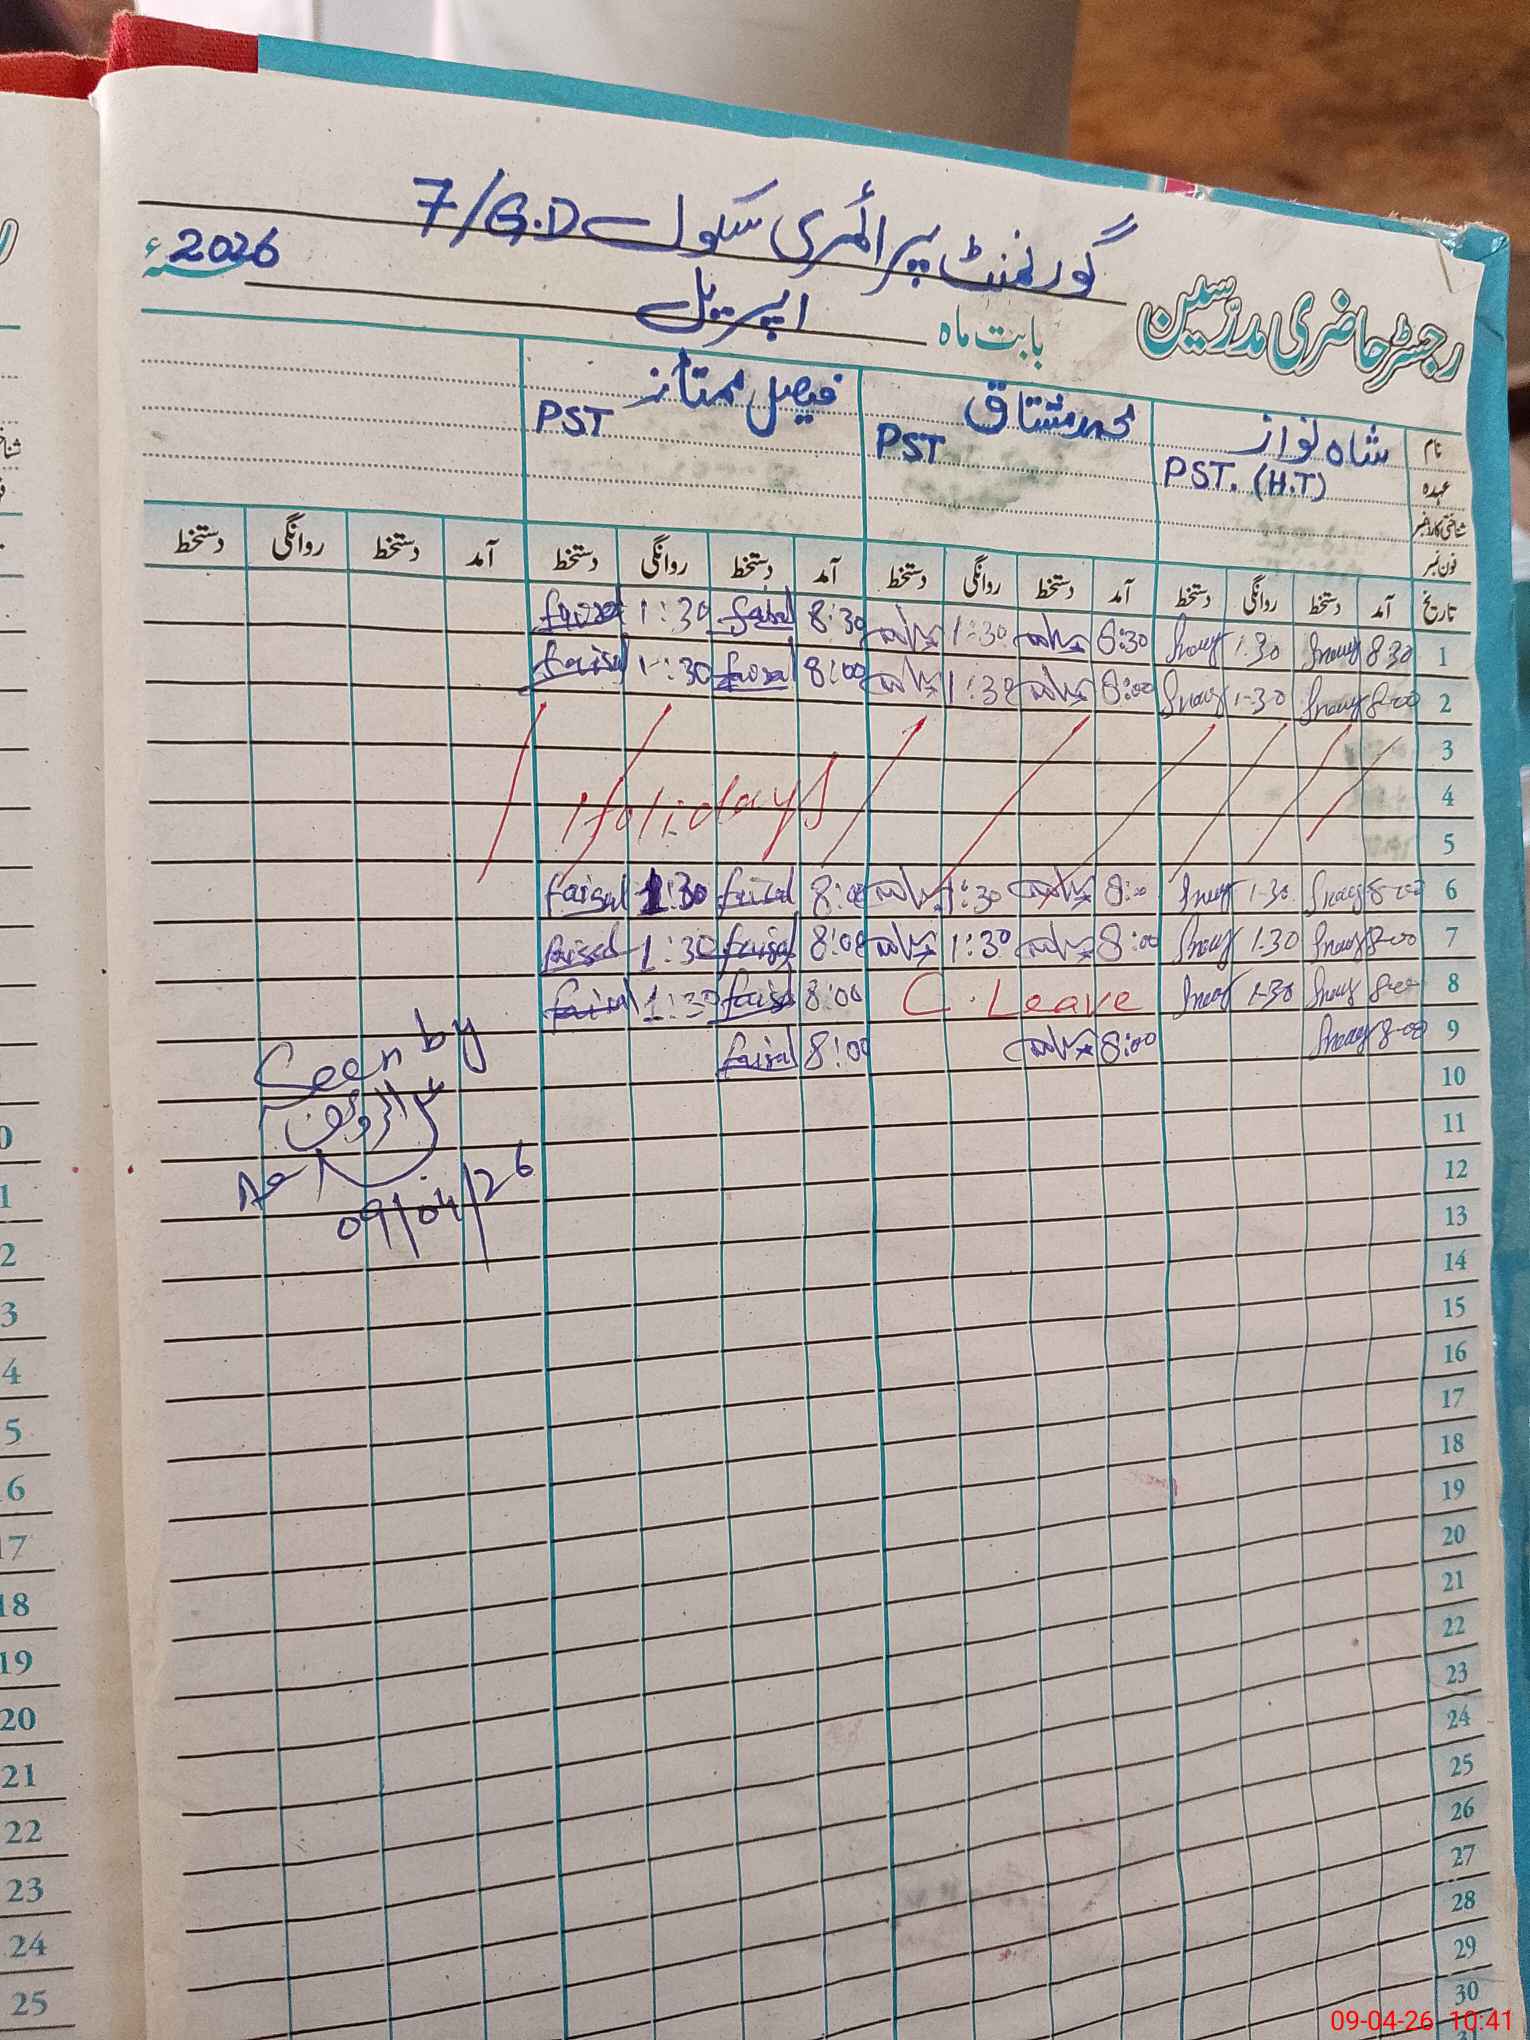 گورنمنٹ پرائمری سکول 7/G.D
رجسٹر حاضری مدرسین بابت ماہ اپریل 2026ء
نام شاہ نواز محمد مشتاق فیصل ممتاز
عہدہ PST. (H.T) PST PST
شناختی کارڈ نمبر
فون نمبر
تاریخ آمد دستخط روانگی دستخط آمد دستخط روانگی دستخط آمد دستخط روانگی دستخط آمد دستخط روانگی دستخط
1 8 30 1.30 8:30 1:30 8:30 faisal 1:30 faisal
2 8-00 1-30 8:00 1:30 8:00 faisal 1:30 faisal
3
4 Holidays
5
6 8-00 1-30 8:00 1:30 8:00 faisal 1:30 faisal
7 8-00 1.30 8:00 1:30 8:00 faisal 1:30 faisal
8 8-00 1-30 C. Leave 8:00 faisal 1:30 faisal
9 8-00 8:00 8:00 faisal
Seen by
09/04/26
10
11
12
13
14
15
16
17
18
19
20
21
22
23
24
25
26
27
28
29
30
18
19
20
21
22
23
24
25
09-04-26 10:41